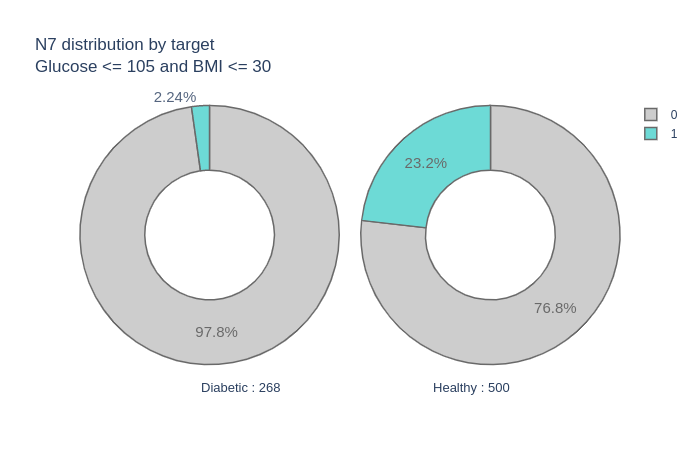 N7 distribution by target
Glucose <= 105 and BMI <= 30
2.24%
0
1
23.2%
76.8%
97.8%
Diabetic : 268
Healthy : 500